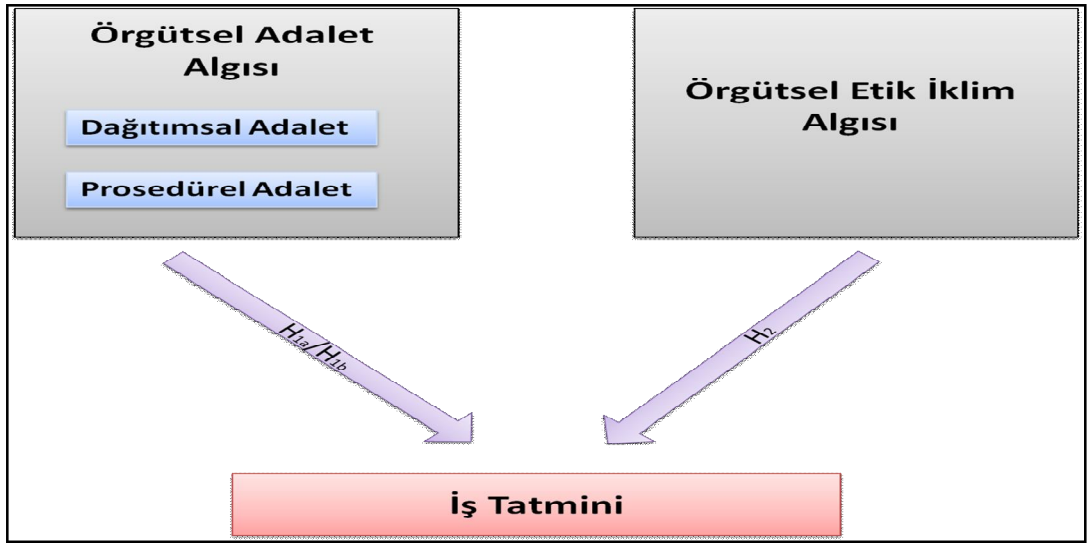 Örgütsel Adalet
Algısı
Dağıtımsal Adalet
Prosedürel Adalet
Örgütsel Etik İklim
Algısı
H1a/H1b
H2
İş Tatmini